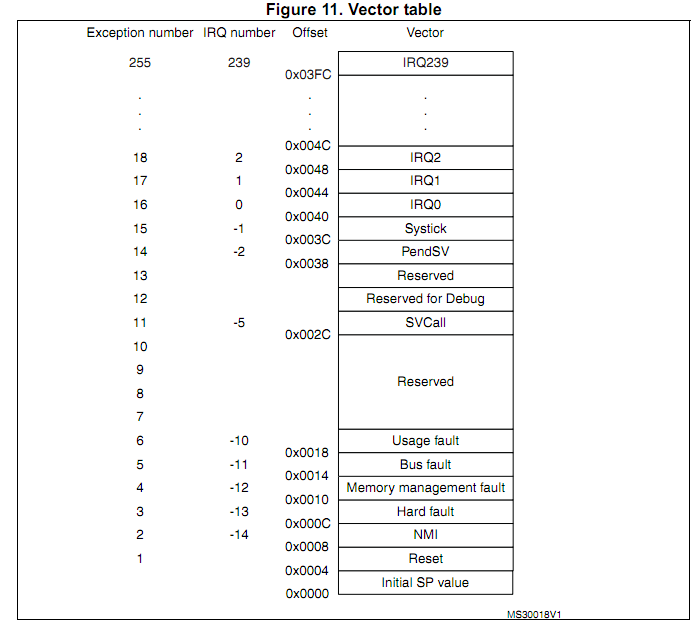 Figure 11. Vector table
Exception number IRQ number Offset Vector
255 239 IRQ239
0x03FC
. . .
. . .
. . .
0x004C
18 2 IRQ2
0x0048
17 1 IRQ1
0x0044
16 0 IRQ0
0x0040
15 -1 Systick
0x003C
14 -2 PendSV
0x0038
13 Reserved
12 Reserved for Debug
11 -5 SVCall
0x002C
10
9
Reserved
8
7
6 -10 Usage fault
0x0018
5 -11 Bus fault
0x0014
4 -12 Memory management fault
0x0010
3 -13 Hard fault
0x000C
2 -14 NMI
0x0008
1 Reset
0x0004
Initial SP value
0x0000
MS30018V1